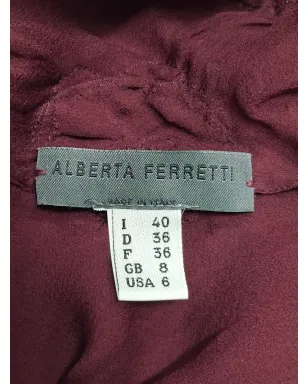 ALBERTA FERRETTI
MADE IN ITALY
I 40
D 36
F 36
GB 8
USA 6